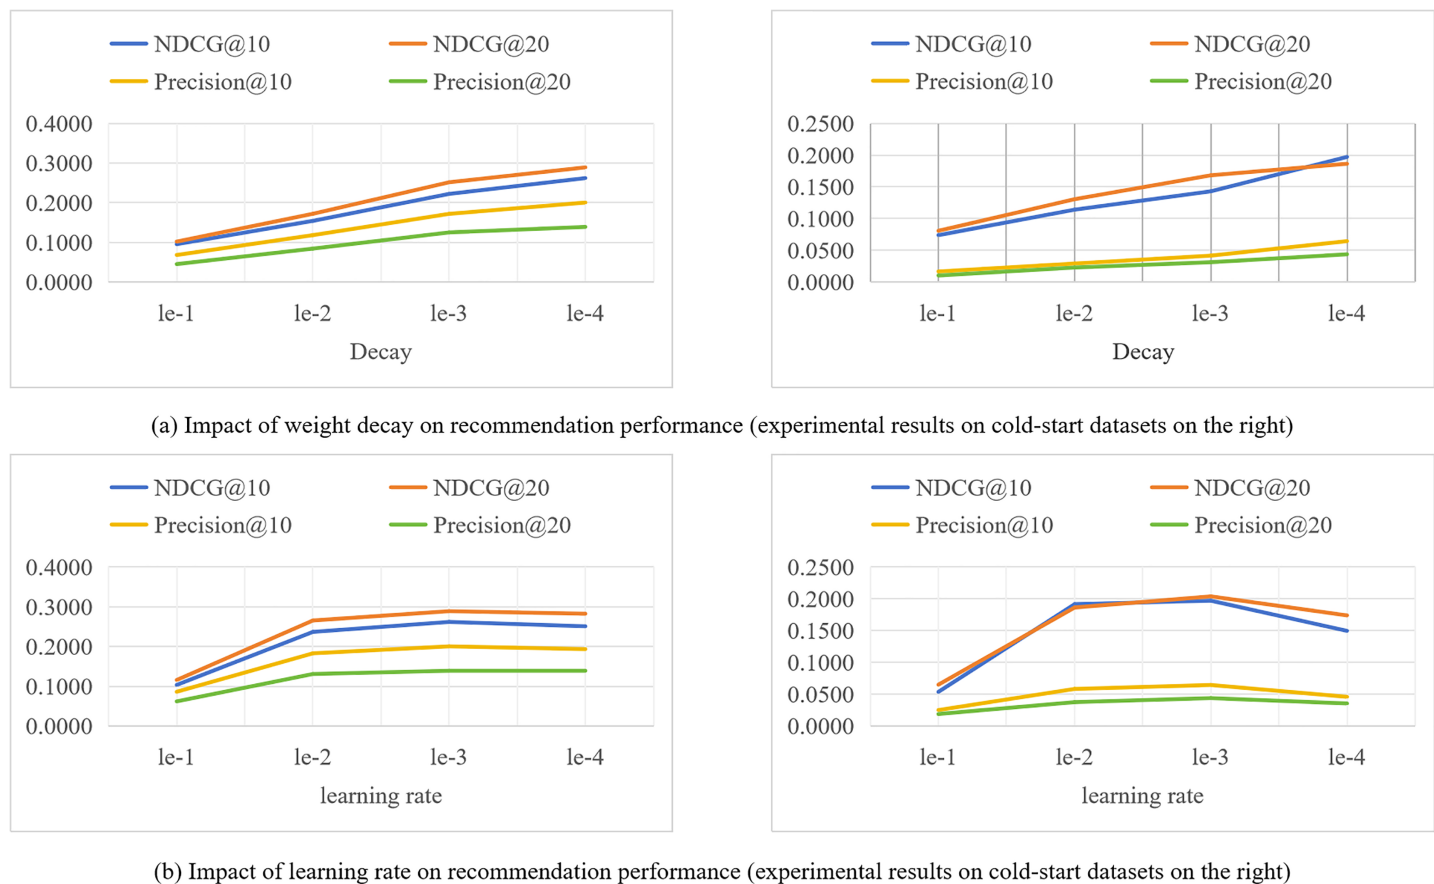 NDCG@10 NDCG@20
Precision@10 Precision@20
0.4000
0.3000
0.2000
0.1000
0.0000
le-1 le-2 le-3 le-4
Decay
NDCG@10 NDCG@20
Precision@10 Precision@20
0.2500
0.2000
0.1500
0.1000
0.0500
0.0000
le-1 le-2 le-3 le-4
Decay
(a) Impact of weight decay on recommendation performance (experimental results on cold-start datasets on the right)
NDCG@10 NDCG@20
Precision@10 Precision@20
0.4000
0.3000
0.2000
0.1000
0.0000
le-1 le-2 le-3 le-4
learning rate
NDCG@10 NDCG@20
Precision@10 Precision@20
0.2500
0.2000
0.1500
0.1000
0.0500
0.0000
le-1 le-2 le-3 le-4
learning rate
(b) Impact of learning rate on recommendation performance (experimental results on cold-start datasets on the right)